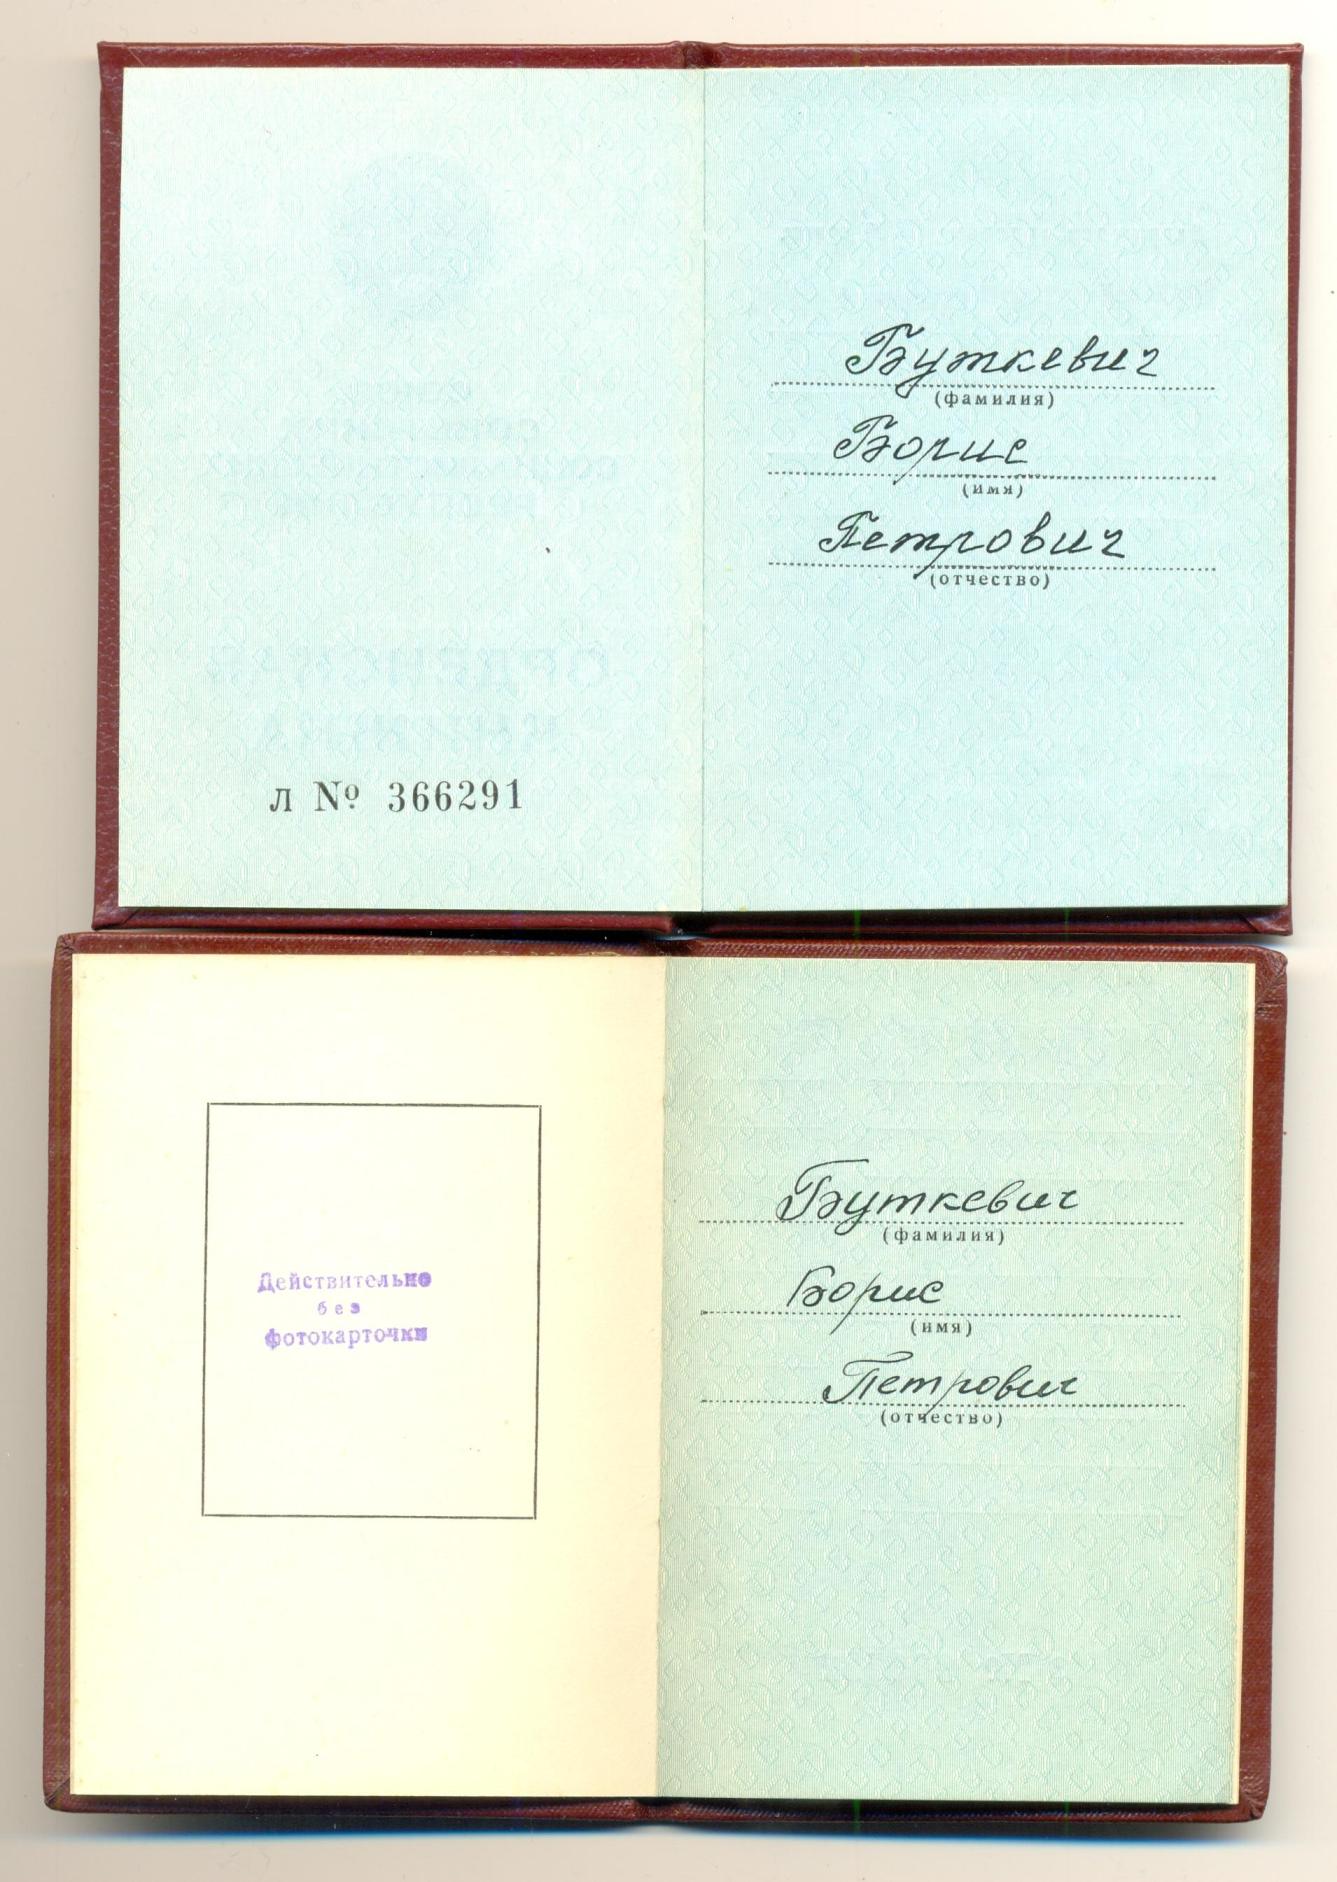 Буткевич
(фамилия)
Борис
(имя)
Петрович
(отчество)
л № 366291
Действительно
без
фотокарточки
Буткевич
(фамилия)
Борис
(имя)
Петрович
(отчество)